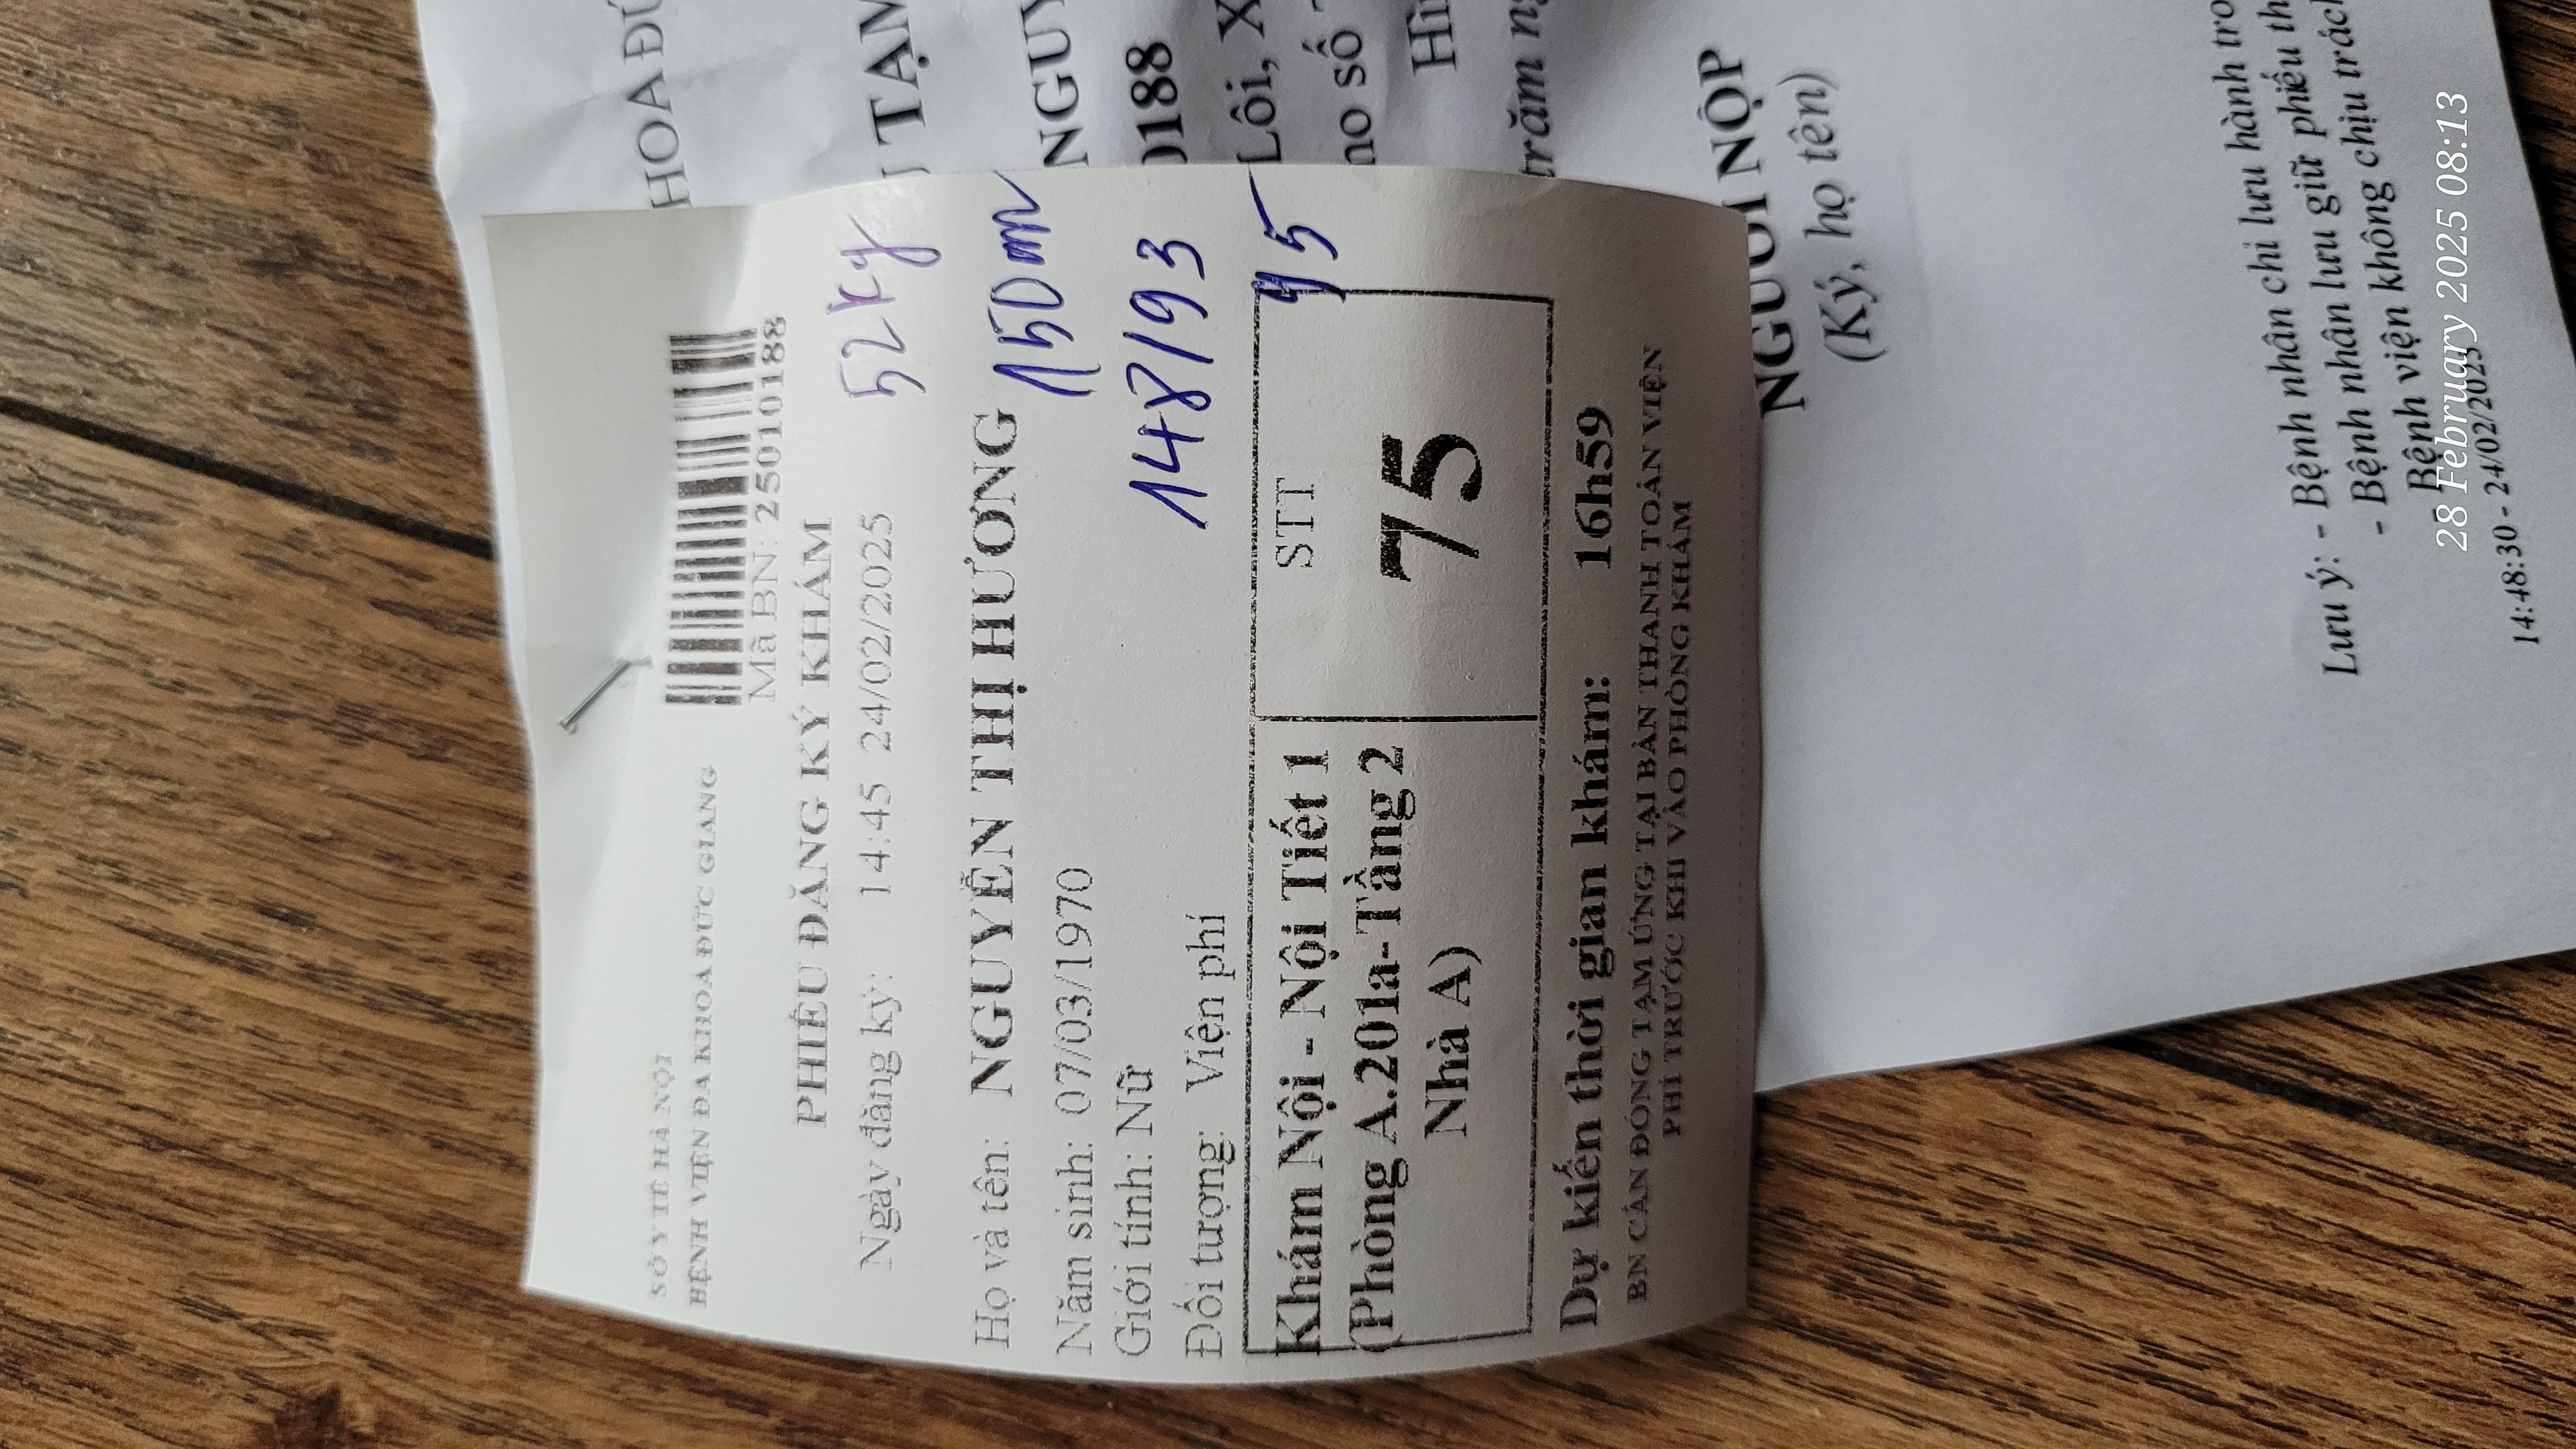 SỞ Y TẾ HÀ NỘI
BỆNH VIỆN ĐA KHOA ĐỨC GIANG
Mã BN: 25010188
PHIẾU ĐĂNG KÝ KHÁM
Ngày đăng ký: 14:45 24/02/2025
52kg
Họ và tên: NGUYỄN THỊ HƯƠNG
150cm
Năm sinh: 07/03/1970
Giới tính: Nữ
148/93
Đối tượng: Viện phí
95
Khám Nội - Nội Tiết 1
(Phòng A.201a-Tầng 2
Nhà A)
STT
75
Dự kiến thời gian khám: 16h59
BN CẦN ĐÓNG TẠM ỨNG TẠI BÀN THANH TOÁN VIỆN
PHÍ TRƯỚC KHI VÀO PHÒNG KHÁM
HOA ĐỨ
TẠM
NGUY
0188
Lôi, X
ho số
Hì
trăm
NGƯỜI NỘP
(Ký, họ tên)
Lưu ý: - Bệnh nhân chỉ lưu hành tro
- Bệnh nhân lưu giữ phiếu th
- Bệnh viện không chịu trách
28 February 2025 08:13
14:48:30 - 24/02/2025